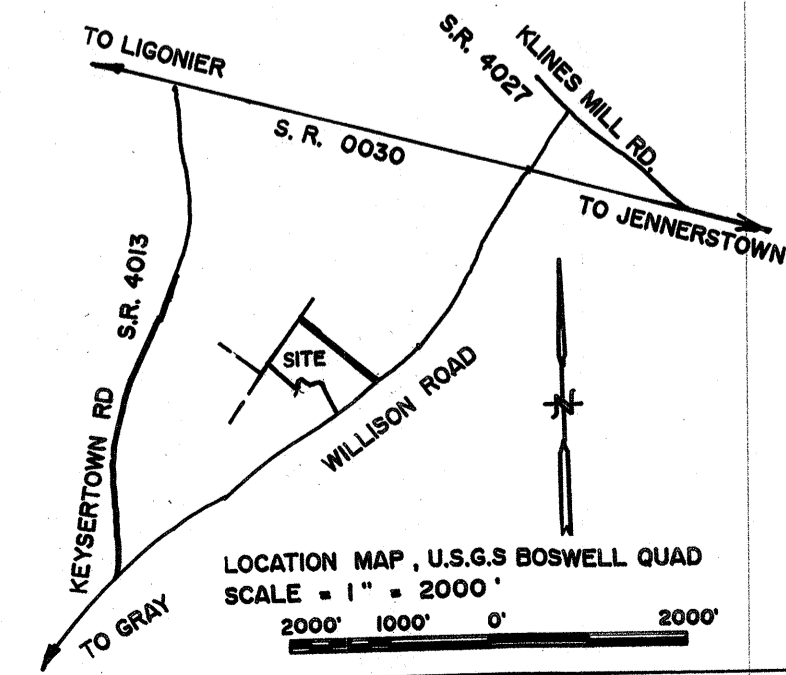 TO LIGONIER
S.R. 4027
KLINES MILL RD.
S. R. 0030
TO JENNERSTOWN
S.R. 4013
SITE
WILLISON ROAD
N
KEYSERTOWN RD
TO GRAY
LOCATION MAP, U.S.G.S BOSWELL QUAD
SCALE = 1" = 2000'
2000' 1000' 0' 2000'